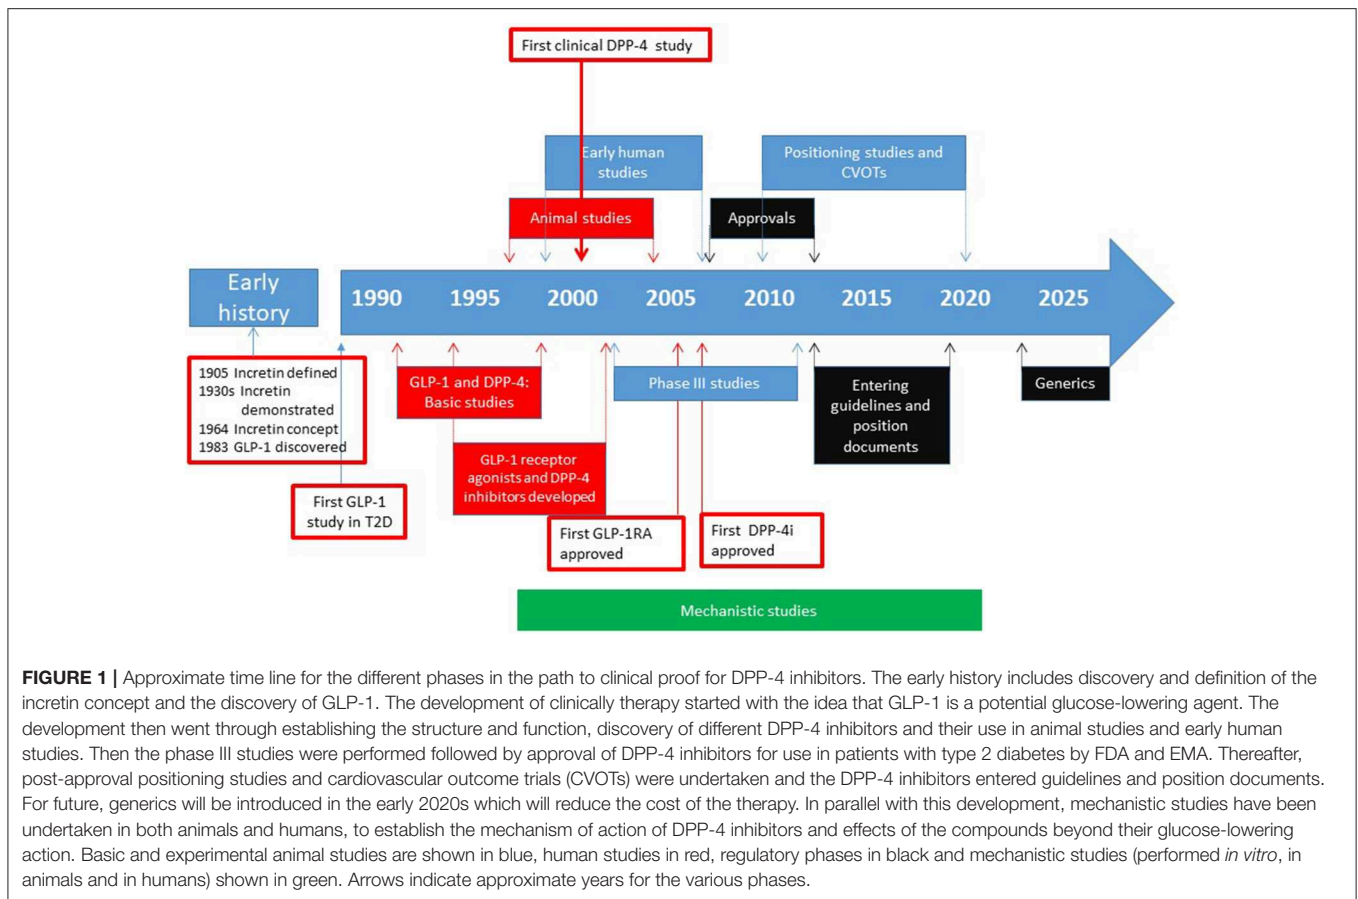 First clinical DPP-4 study
Early human
studies
Positioning studies and
CVOTs
Animal studies
Approvals
Early
history
1990 1995 2000 2005 2010 2015 2020 2025
1905 Incretin defined
1930s Incretin
demonstrated
1964 Incretin concept
1983 GLP-1 discovered
GLP-1 and DPP-4:
Basic studies
Phase III studies
Entering
guidelines and
position
documents
Generics
GLP-1 receptor
agonists and DPP-4
inhibitors developed
First GLP-1
study in T2D
First GLP-1RA
approved
First DPP-4i
approved
Mechanistic studies
FIGURE 1 | Approximate time line for the different phases in the path to clinical proof for DPP-4 inhibitors. The early history includes discovery and definition of the
incretin concept and the discovery of GLP-1. The development of clinically therapy started with the idea that GLP-1 is a potential glucose-lowering agent. The
development then went through establishing the structure and function, discovery of different DPP-4 inhibitors and their use in animal studies and early human
studies. Then the phase III studies were performed followed by approval of DPP-4 inhibitors for use in patients with type 2 diabetes by FDA and EMA. Thereafter,
post-approval positioning studies and cardiovascular outcome trials (CVOTs) were undertaken and the DPP-4 inhibitors entered guidelines and position documents.
For future, generics will be introduced in the early 2020s which will reduce the cost of the therapy. In parallel with this development, mechanistic studies have been
undertaken in both animals and humans, to establish the mechanism of action of DPP-4 inhibitors and effects of the compounds beyond their glucose-lowering
action. Basic and experimental animal studies are shown in blue, human studies in red, regulatory phases in black and mechanistic studies (performed in vitro, in
animals and in humans) shown in green. Arrows indicate approximate years for the various phases.